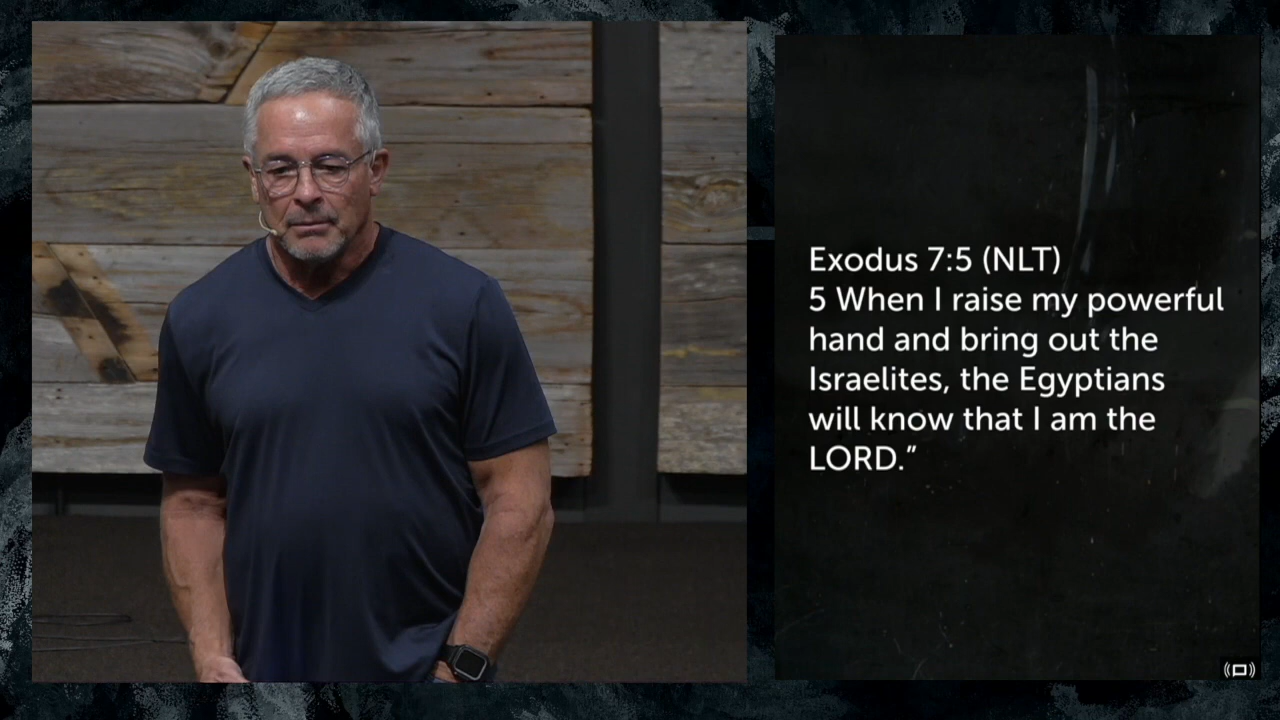 Exodus 7:5 (NLT)
5 When I raise my powerful
hand and bring out the
Israelites, the Egyptians
will know that I am the
LORD.”